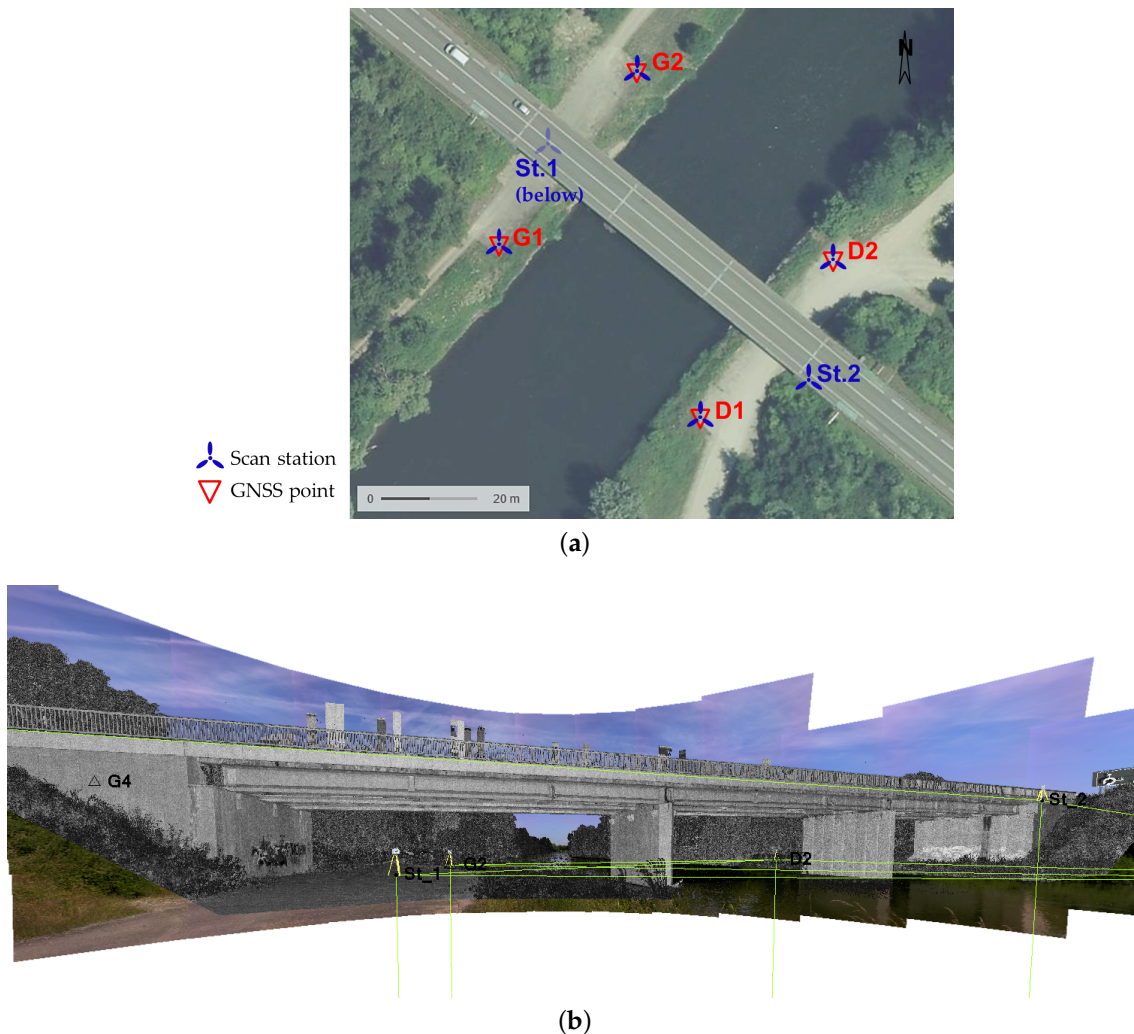 N
G2
St.1
(below)
G1
D2
St.2
D1
Scan station
GNSS point
0 20 m
(a)
G4
St_1
G2
D2
St_2
(b)